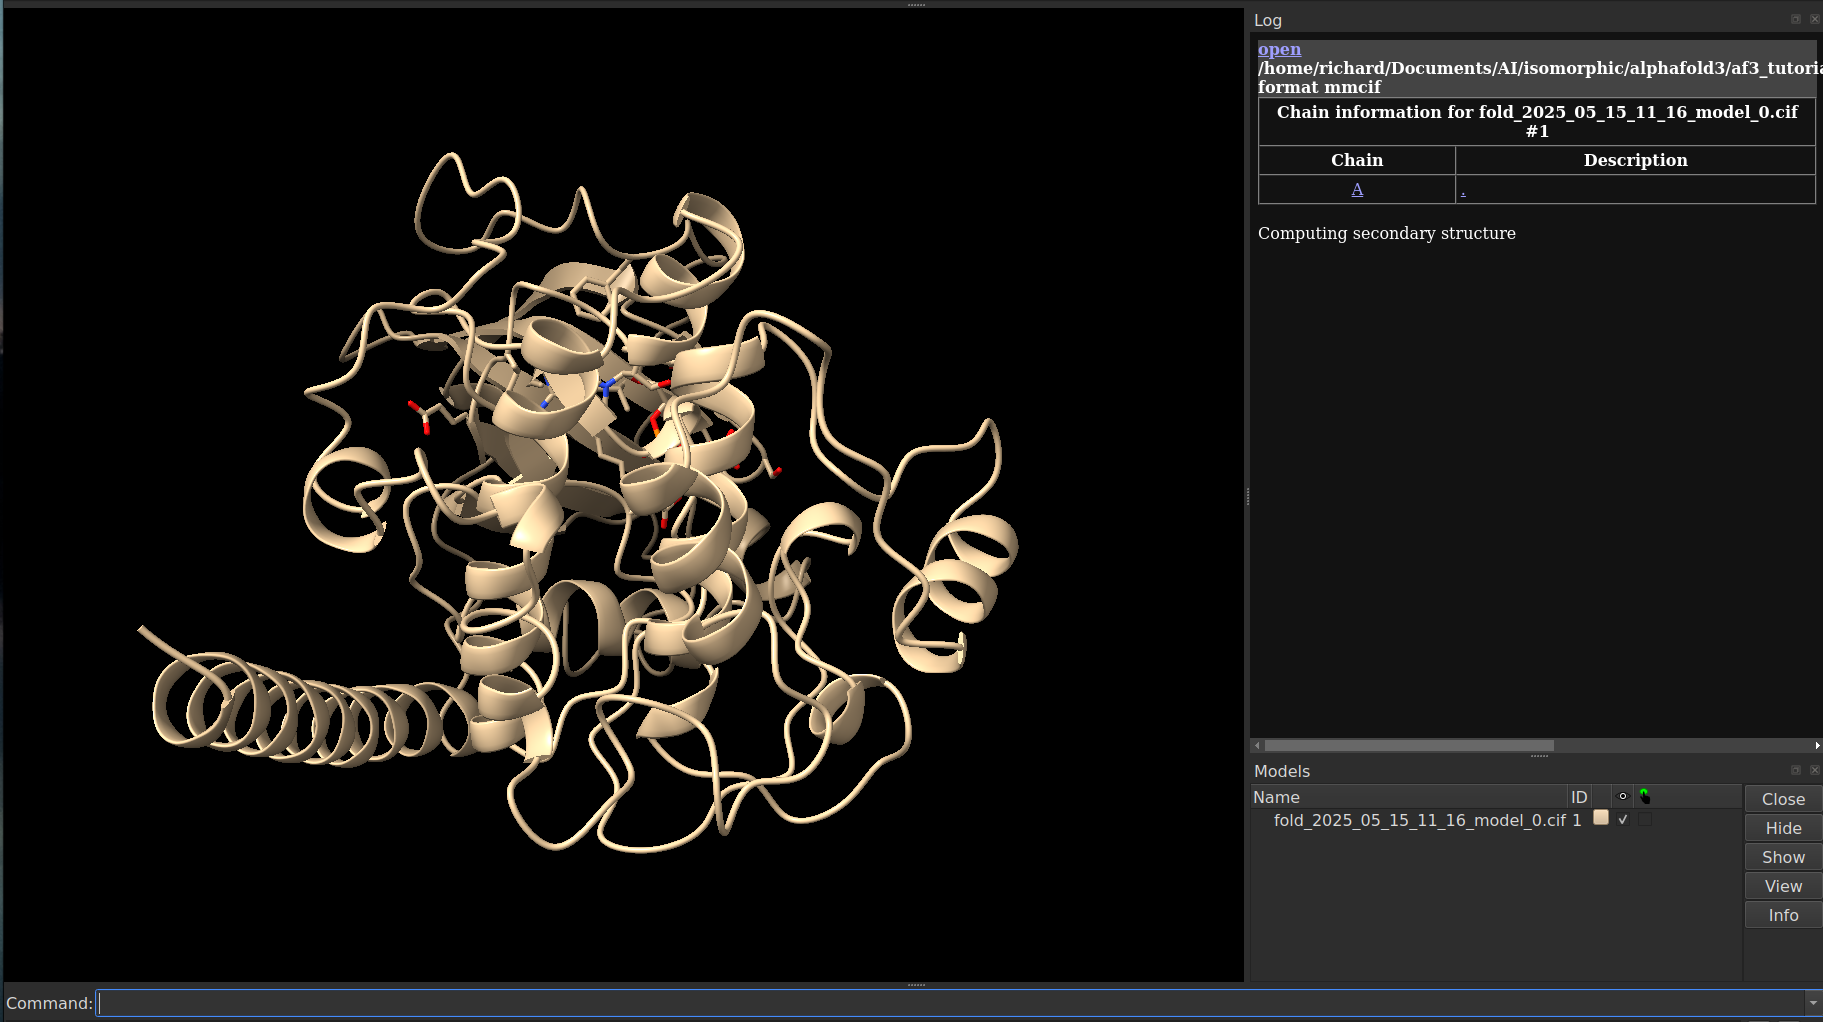 Log
open
/home/richard/Documents/AI/isomorphic/alphafold3/af3_tutoria
format mmcif
Chain information for fold_2025_05_15_11_16_model_0.cif
#1
Chain Description
A .
Computing secondary structure
Models
Name ID
fold_2025_05_15_11_16_model_0.cif 1
Close
Hide
Show
View
Info
Command: